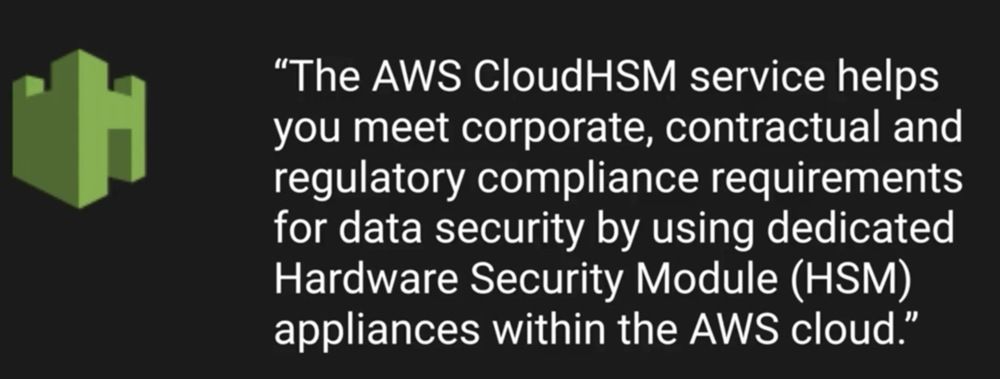 “The AWS CloudHSM service helps
you meet corporate, contractual and
regulatory compliance requirements
for data security by using dedicated
Hardware Security Module (HSM)
appliances within the AWS cloud.”